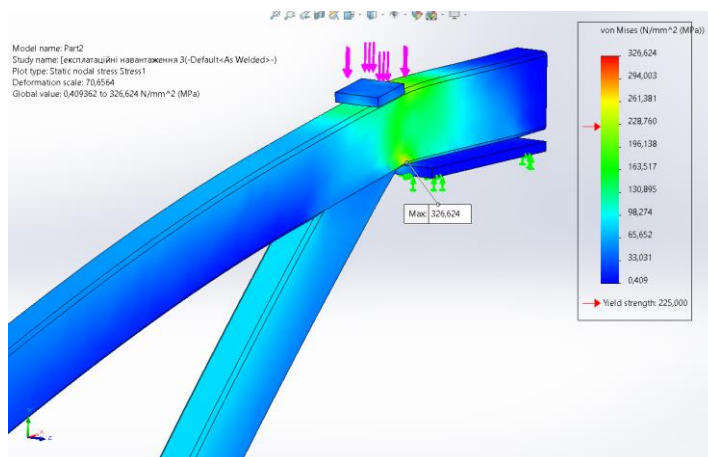 Model name: Part2
Study name: [експлатаційні навантаження 3(-Default<As Welded>-)
Plot type: Static nodal stress Stress1
Deformation scale: 70,6564
Global value: 0,409362 to 326,624 N/mm^2 (MPa)
von Mises (N/mm^2 (MPa))
326,624
294,003
261,381
228,760
196,138
163,517
130,895
98,274
65,652
33,031
0,409
Yield strength: 225,000
Max: 326,624